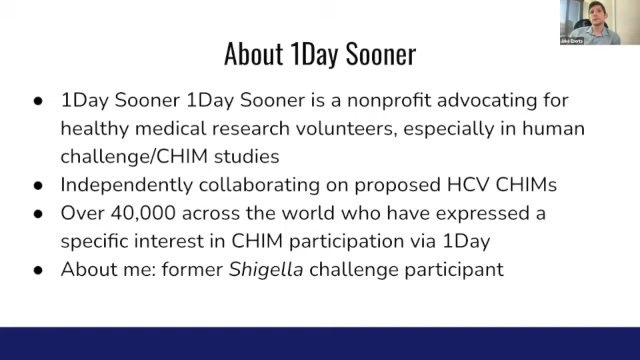 About 1Day Sooner
● 1Day Sooner 1Day Sooner is a nonprofit advocating for
healthy medical research volunteers, especially in human
challenge/CHIM studies
● Independently collaborating on proposed HCV CHIMs
● Over 40,000 across the world who have expressed a
specific interest in CHIM participation via 1Day
● About me: former Shigella challenge participant